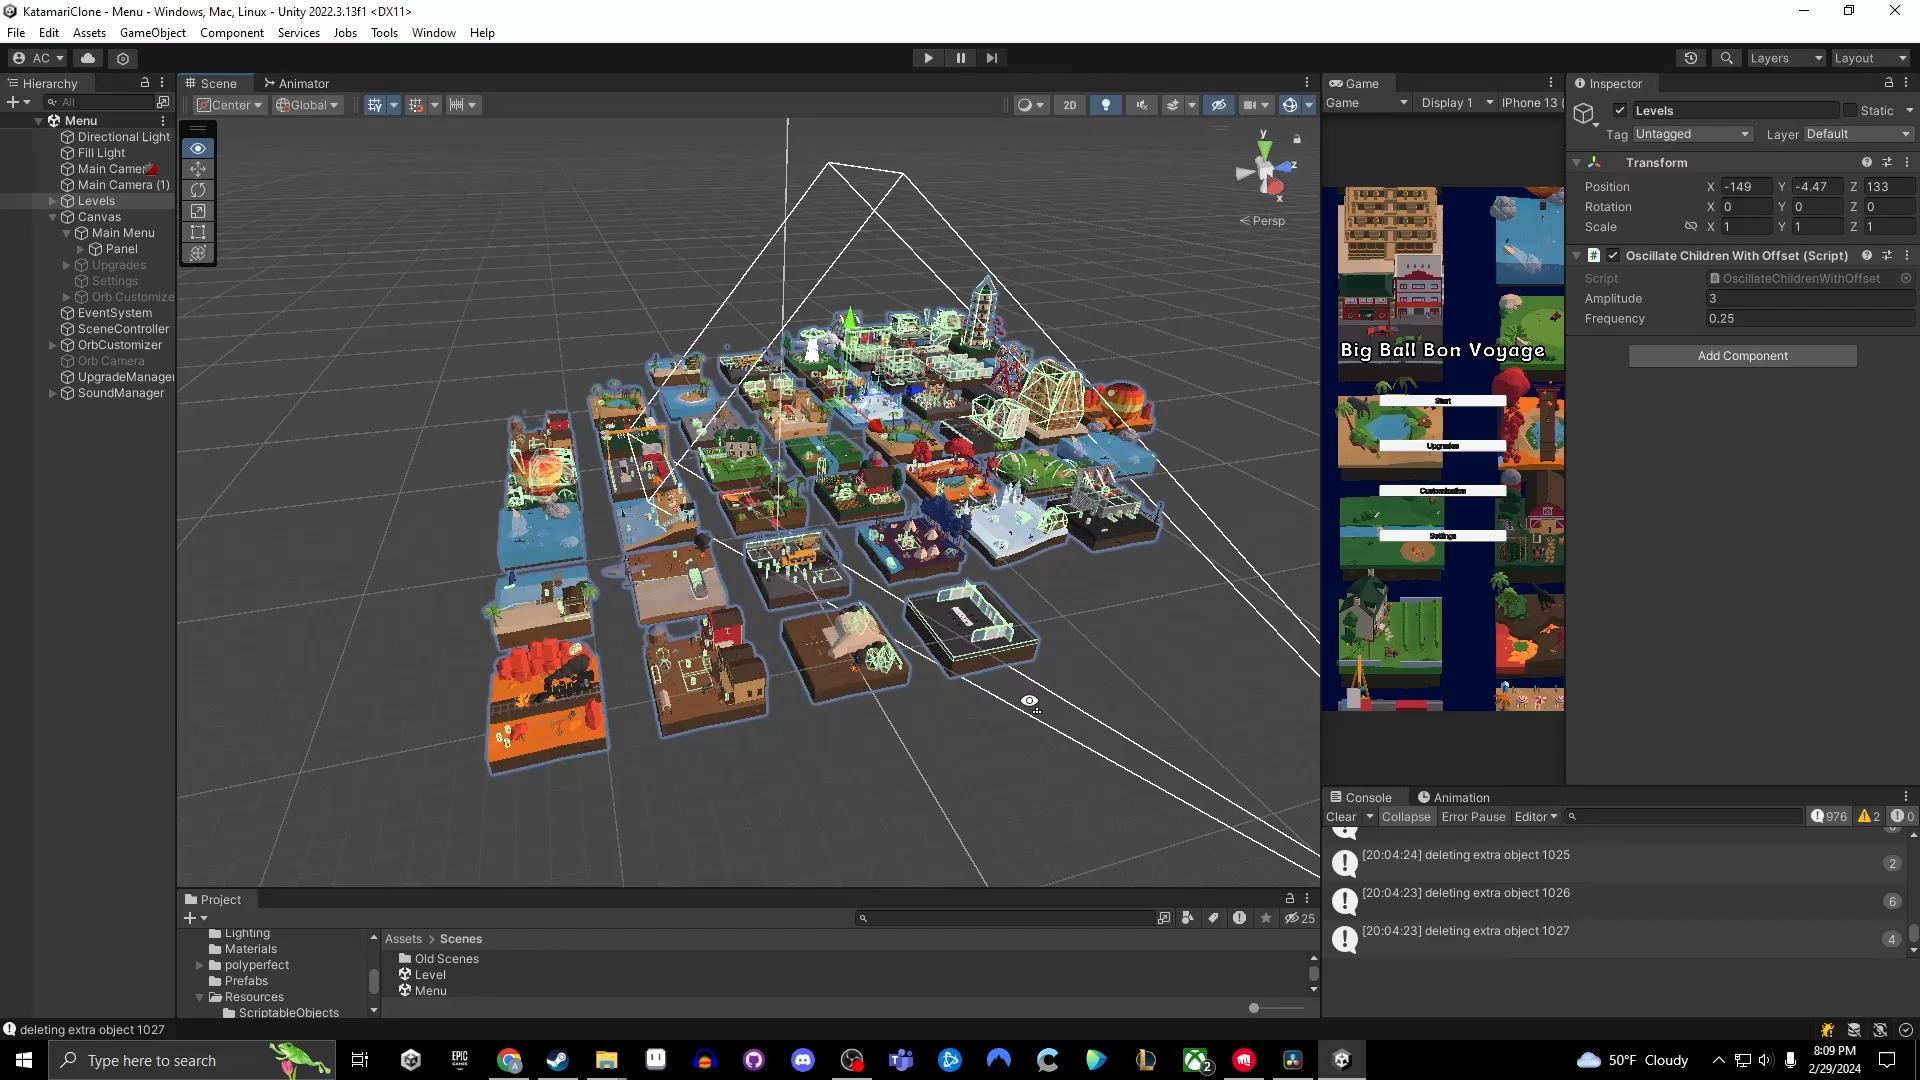 KatamariClone - Menu - Windows, Mac, Linux - Unity 2022.3.13f1 <DX11>
File Edit Assets GameObject Component Services Jobs Tools Window Help
AC Layers Layout
Hierarchy
All
Menu
Directional Light
Fill Light
Main Camer
Main Camera (1)
Levels
Canvas
Main Menu
Panel
Upgrades
Settings
Orb Customize
EventSystem
SceneController
OrbCustomizer
Orb Camera
UpgradeManager
SoundManager
Scene Animator
Center Global 2D
y
z
x
Persp
Game
Game Display 1 IPhone 13 (
Big Ball Bon Voyage
Start
Upgrades
Customization
Settings
Inspector
Levels Static
Tag Untagged Layer Default
Transform
Position X -149 Y -4.47 Z 133
Rotation X 0 Y 0 Z 0
Scale X 1 Y 1 Z 1
Oscillate Children With Offset (Script)
Script OscillateChildrenWithOffset
Amplitude 3
Frequency 0.25
Add Component
Console Animation
Clear Collapse Error Pause Editor 976 2 0
[20:04:24] deleting extra object 1025 2
[20:04:23] deleting extra object 1026 6
[20:04:23] deleting extra object 1027 4
Project
25
Lighting
Materials
polyperfect
Prefabs
Resources
ScriptableObjects
Assets > Scenes
Old Scenes
Level
Menu
deleting extra object 1027
Type here to search
EPIC GAMES
2
50°F Cloudy
8:09 PM
2/29/2024